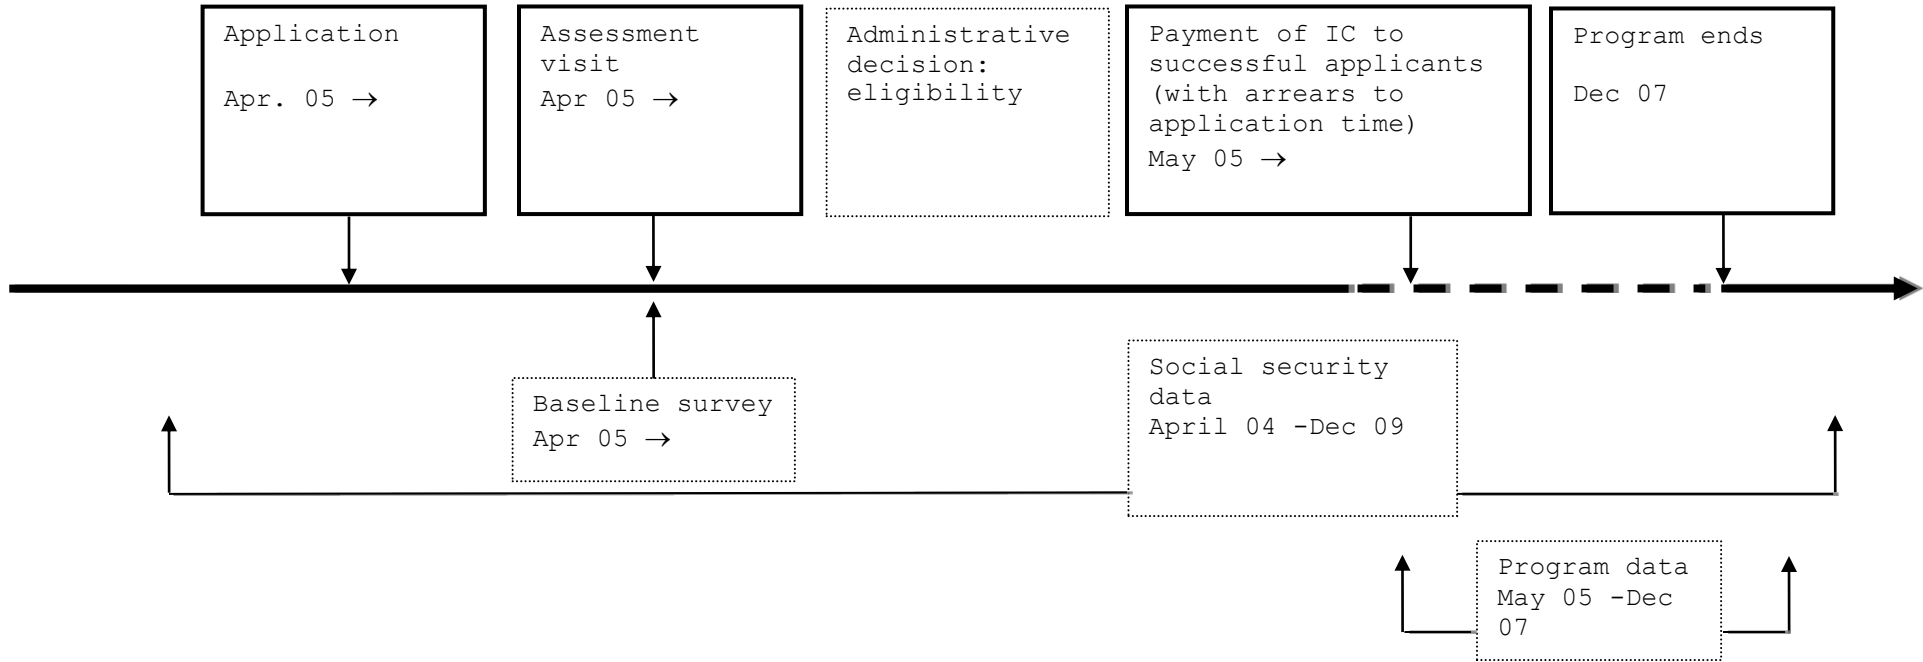 Application
Apr. 05 →
Assessment
visit
Apr 05 →
Administrative
decision:
eligibility
Payment of IC to
successful applicants
(with arrears to
application time)
May 05 →
Program ends
Dec 07
Baseline survey
Apr 05 →
Social security
data
April 04 -Dec 09
Program data
May 05 -Dec
07